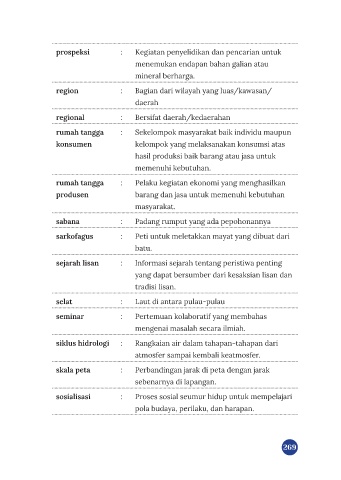 prospeksi : Kegiatan penyelidikan dan pencarian untuk
menemukan endapan bahan galian atau
mineral berharga.
region : Bagian dari wilayah yang luas/kawasan/
daerah
regional : Bersifat daerah/kedaerahan
rumah tangga : Sekelompok masyarakat baik individu maupun
konsumen kelompok yang melaksanakan konsumsi atas
hasil produksi baik barang atau jasa untuk
memenuhi kebutuhan.
rumah tangga : Pelaku kegiatan ekonomi yang menghasilkan
produsen barang dan jasa untuk memenuhi kebutuhan
masyarakat.
sabana : Padang rumput yang ada pepohonannya
sarkofagus : Peti untuk meletakkan mayat yang dibuat dari
batu.
sejarah lisan : Informasi sejarah tentang peristiwa penting
yang dapat bersumber dari kesaksian lisan dan
tradisi lisan.
selat : Laut di antara pulau-pulau
seminar : Pertemuan kolaboratif yang membahas
mengenai masalah secara ilmiah.
siklus hidrologi : Rangkaian air dalam tahapan-tahapan dari
atmosfer sampai kembali keatmosfer.
skala peta : Perbandingan jarak di peta dengan jarak
sebenarnya di lapangan.
sosialisasi : Proses sosial seumur hidup untuk mempelajari
pola budaya, perilaku, dan harapan.
269